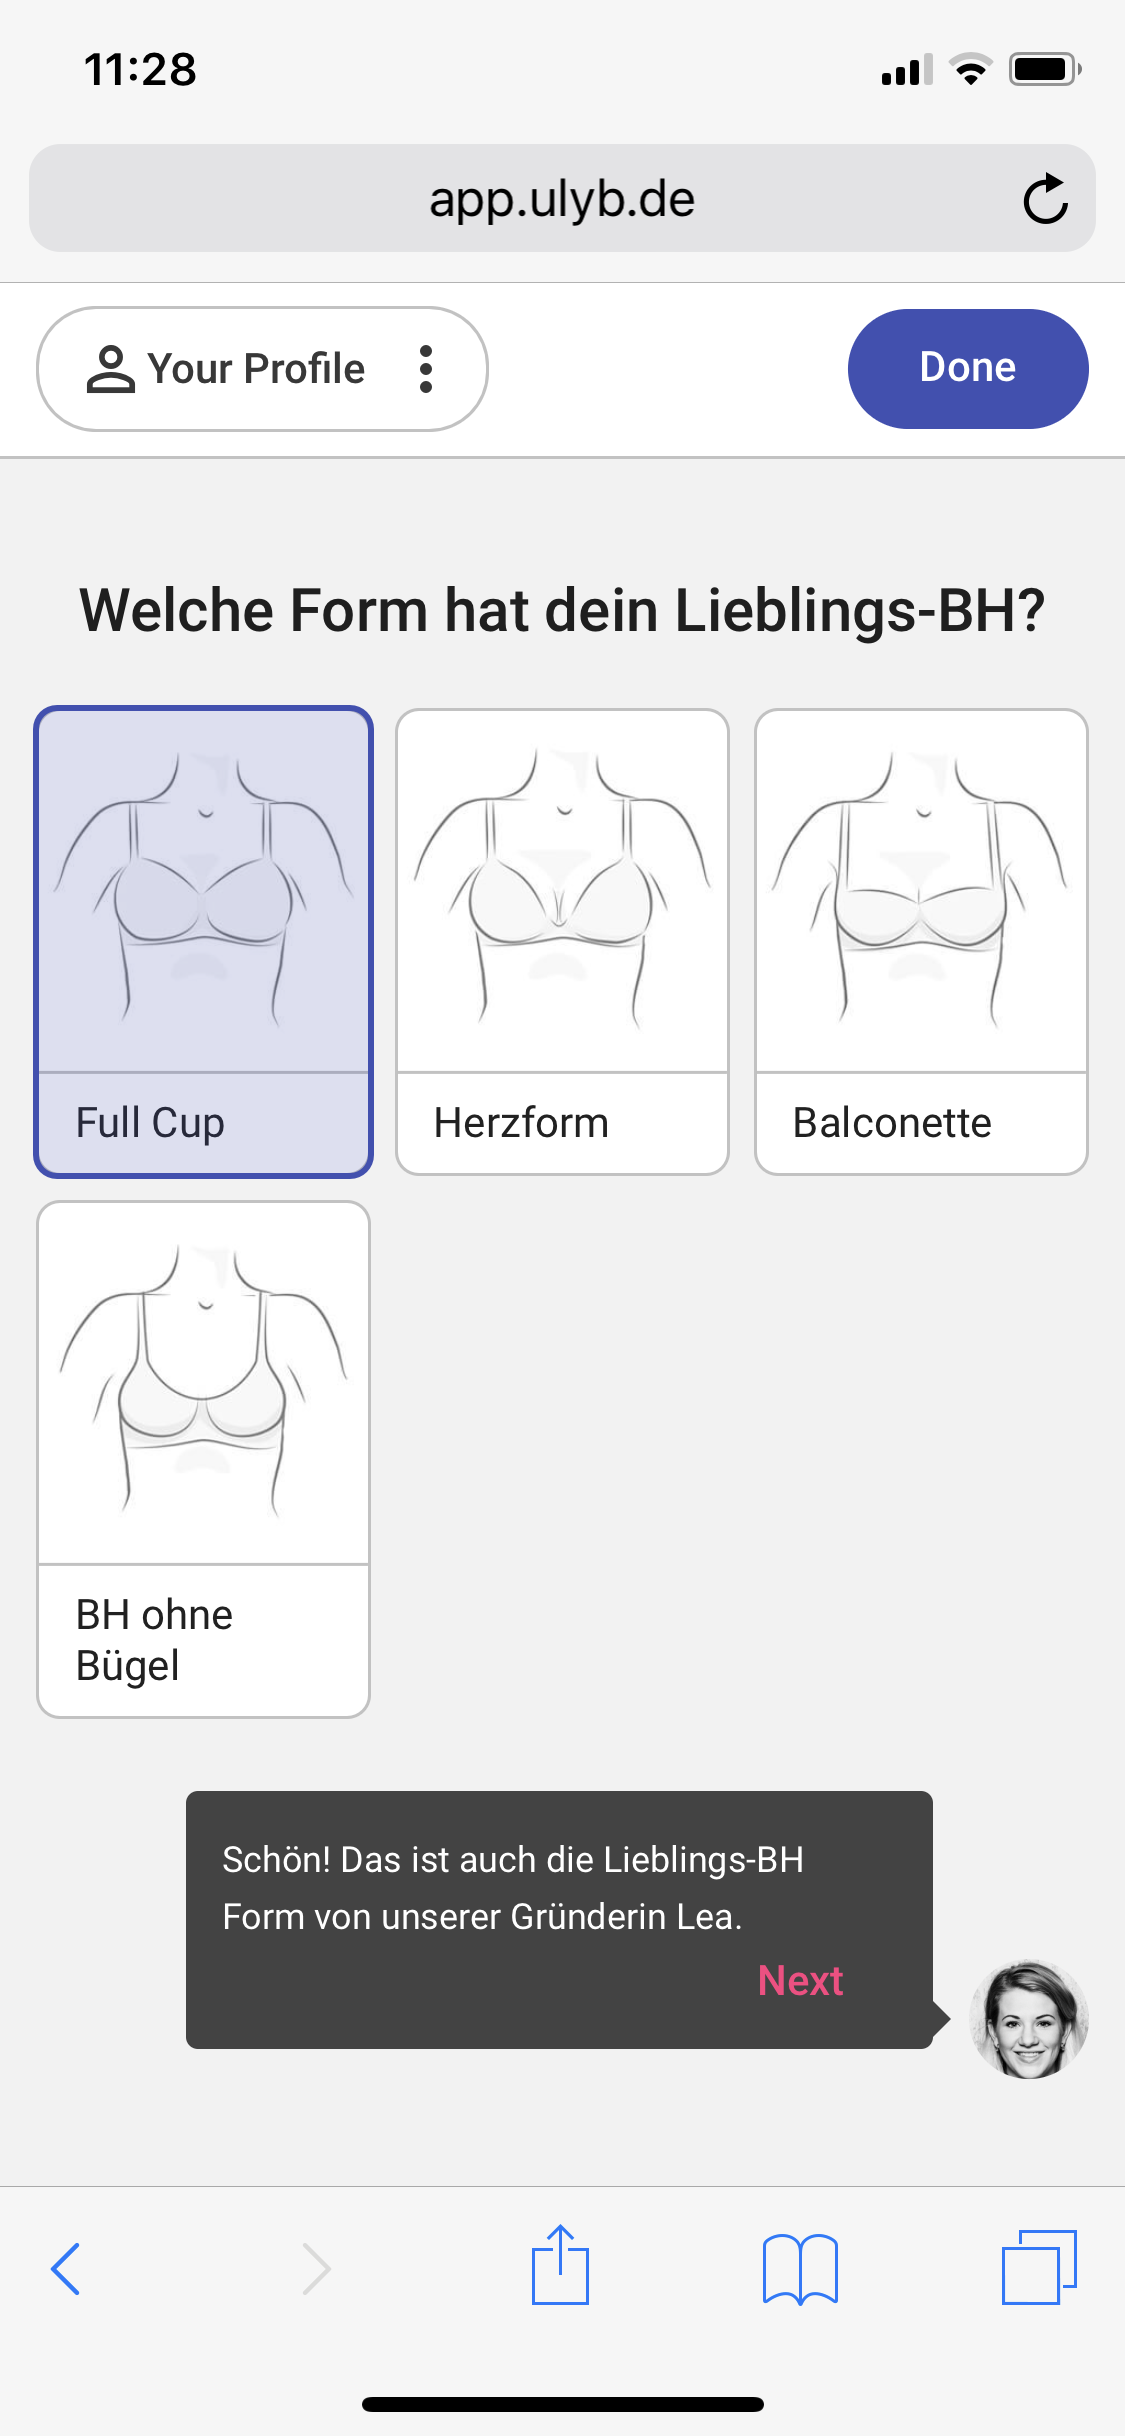 11:28
app.ulyb.de
Your Profile
Done
Welche Form hat dein Lieblings-BH?
Full Cup
Herzform
Balconette
BH ohne
Bügel
Schön! Das ist auch die Lieblings-BH
Form von unserer Gründerin Lea.
Next